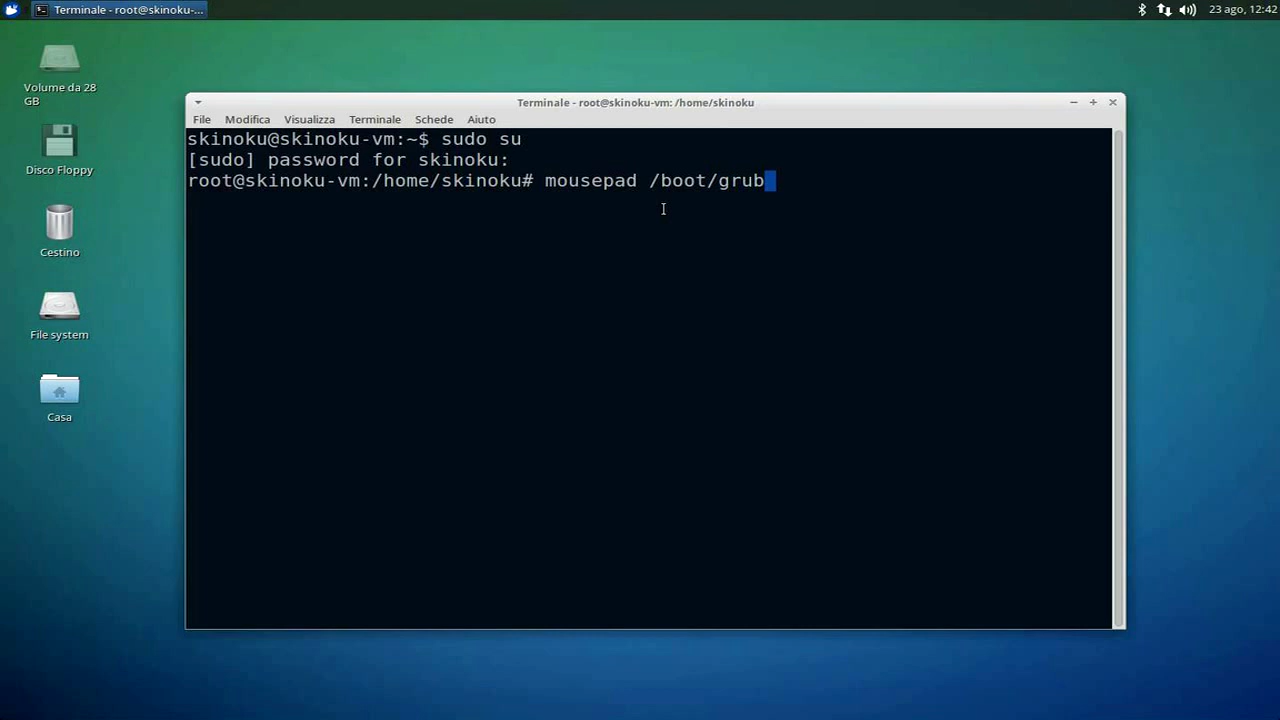 Terminale - root@skinoku-...
23 ago, 12:42
Volume da 28
GB
Disco Floppy
Cestino
File system
Casa
Terminale - root@skinoku-vm: /home/skinoku
File Modifica Visualizza Terminale Schede Aiuto
skinoku@skinoku-vm:~$ sudo su
[sudo] password for skinoku:
root@skinoku-vm:/home/skinoku# mousepad /boot/grub